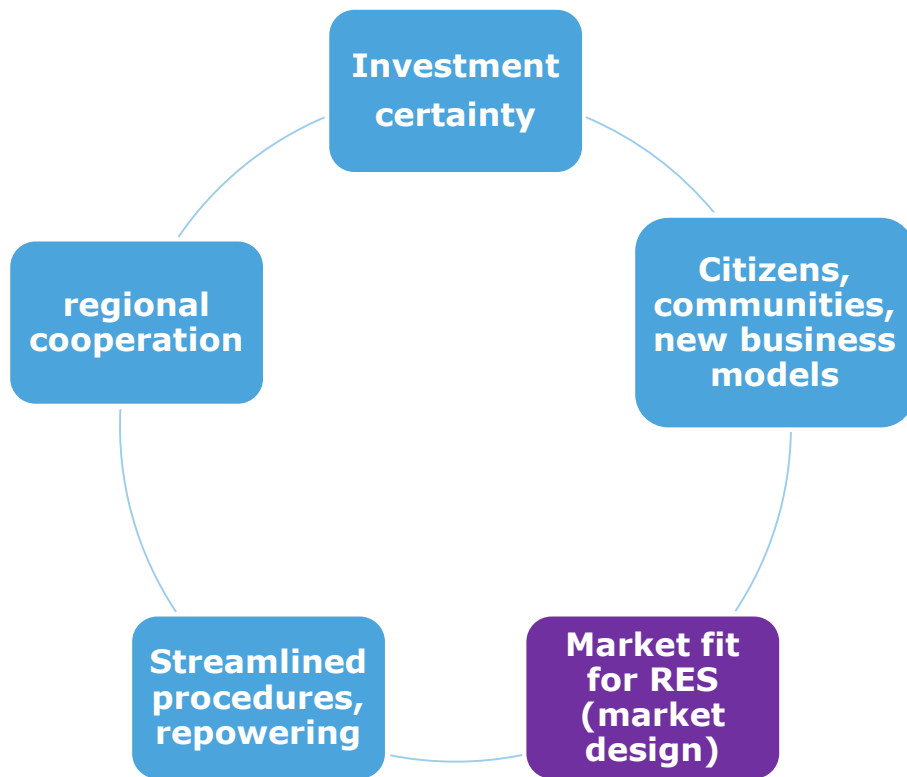 Investment
certainty
Citizens,
communities,
new business
models
regional
cooperation
Streamlined
procedures,
repowering
Market fit
for RES
(market
design)